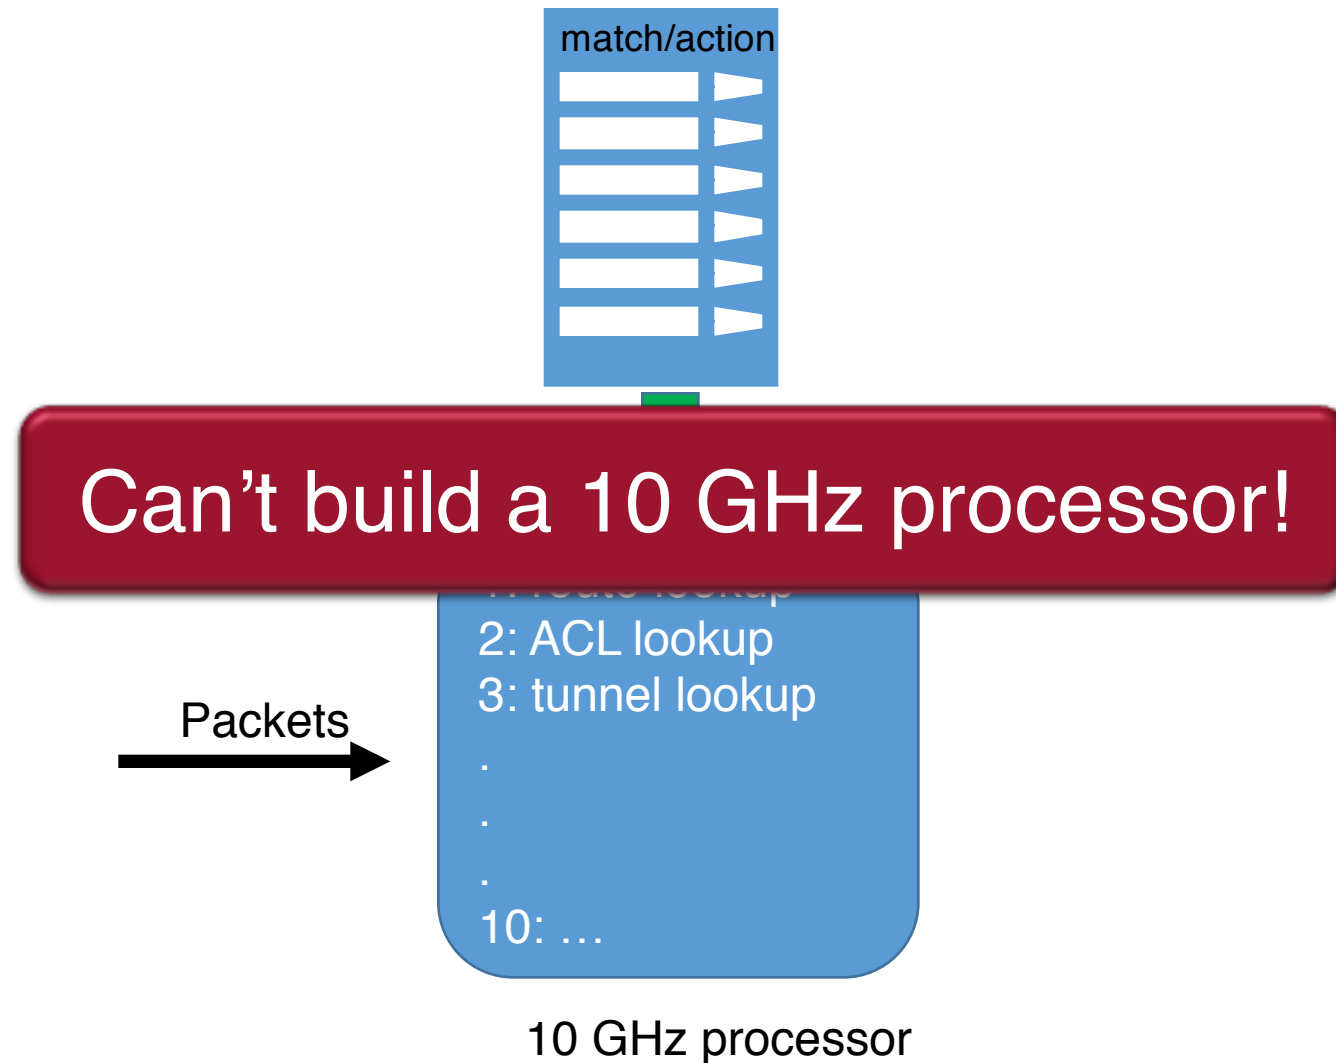 match/action
Can't build a 10 GHz processor!
2: ACL lookup
3: tunnel lookup
Packets
.
.
.
10: …
10 GHz processor